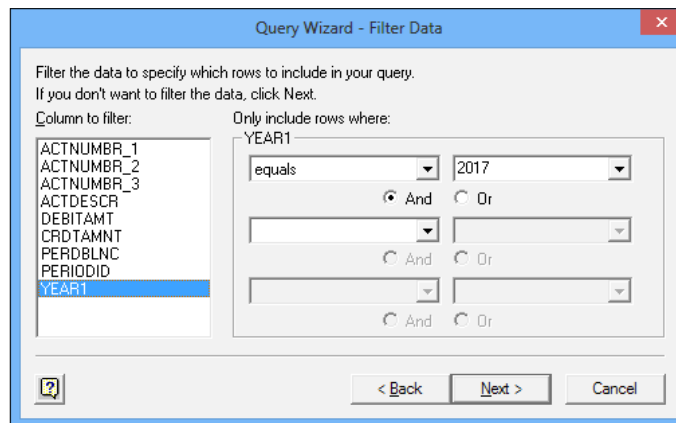 Query Wizard - Filter Data
Filter the data to specify which rows to include in your query.
If you don't want to filter the data, click Next.
Column to filter:
Only include rows where:
ACTNUMBR_1
ACTNUMBR_2
ACTNUMBR_3
ACTDESCR
DEBITAMT
CRDTAMNT
PERDBLNC
PERIODID
YEAR1
YEAR1
equals 2017
And Or
And Or
And Or
? < Back Next > Cancel